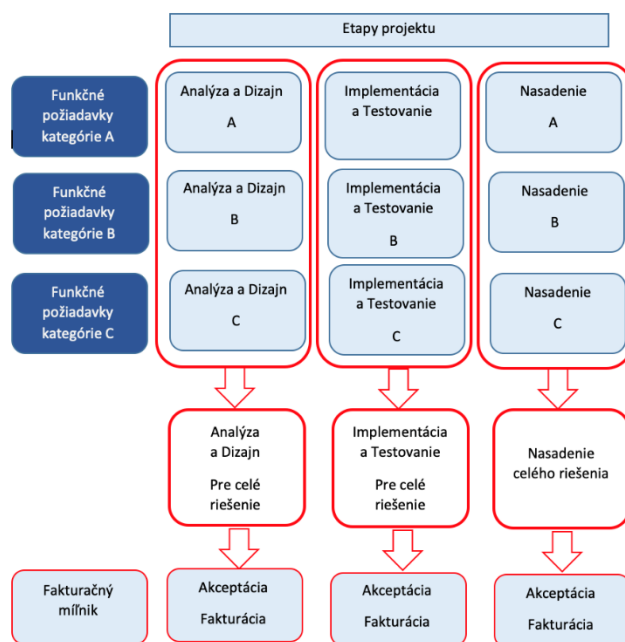 Etapy projektu
Funkčné
požiadavky
kategórie A
Analýza a Dizajn
A
Implementácia
a Testovanie
Nasadenie
A
Funkčné
požiadavky
kategórie B
Analýza a Dizajn
B
Implementácia
a Testovanie
B
Nasadenie
B
Funkčné
požiadavky
kategórie C
Analýza a Dizajn
C
Implementácia
a Testovanie
C
Nasadenie
C
Analýza
a Dizajn
Pre celé
riešenie
Implementácia
a Testovanie
Pre celé
riešenie
Nasadenie
celého riešenia
Fakturačný
míľnik
Akceptácia
Fakturácia
Akceptácia
Fakturácia
Akceptácia
Fakturácia